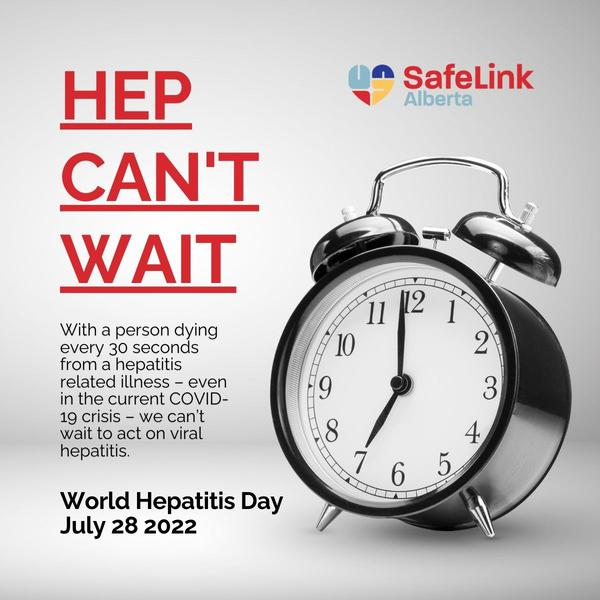 HEP
CAN'T
WAIT
SafeLink
Alberta
With a person dying
every 30 seconds
from a hepatitis
related illness – even
in the current COVID-
19 crisis – we can't
wait to act on viral
hepatitis.
World Hepatitis Day
July 28 2022
12
1
2
3
4
5
6
7
8
9
10
11